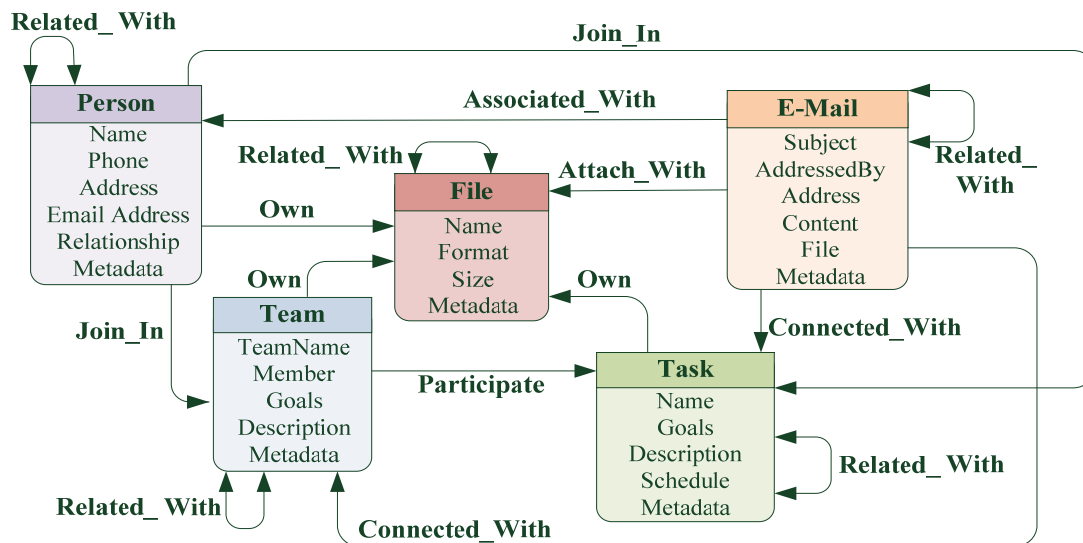 Related_ With
Join_In
Person
Name
Phone
Address
Email Address
Relationship
Metadata
Associated_With
E-Mail
Subject
AddressedBy
Address
Content
File
Metadata
Related_
With
Related_ With
Attach_With
File
Name
Format
Size
Metadata
Own
Own
Own
Join_In
Team
TeamName
Member
Goals
Description
Metadata
Participate
Connected_With
Task
Name
Goals
Description
Schedule
Metadata
Related_ With
Related_ With
Connected_With